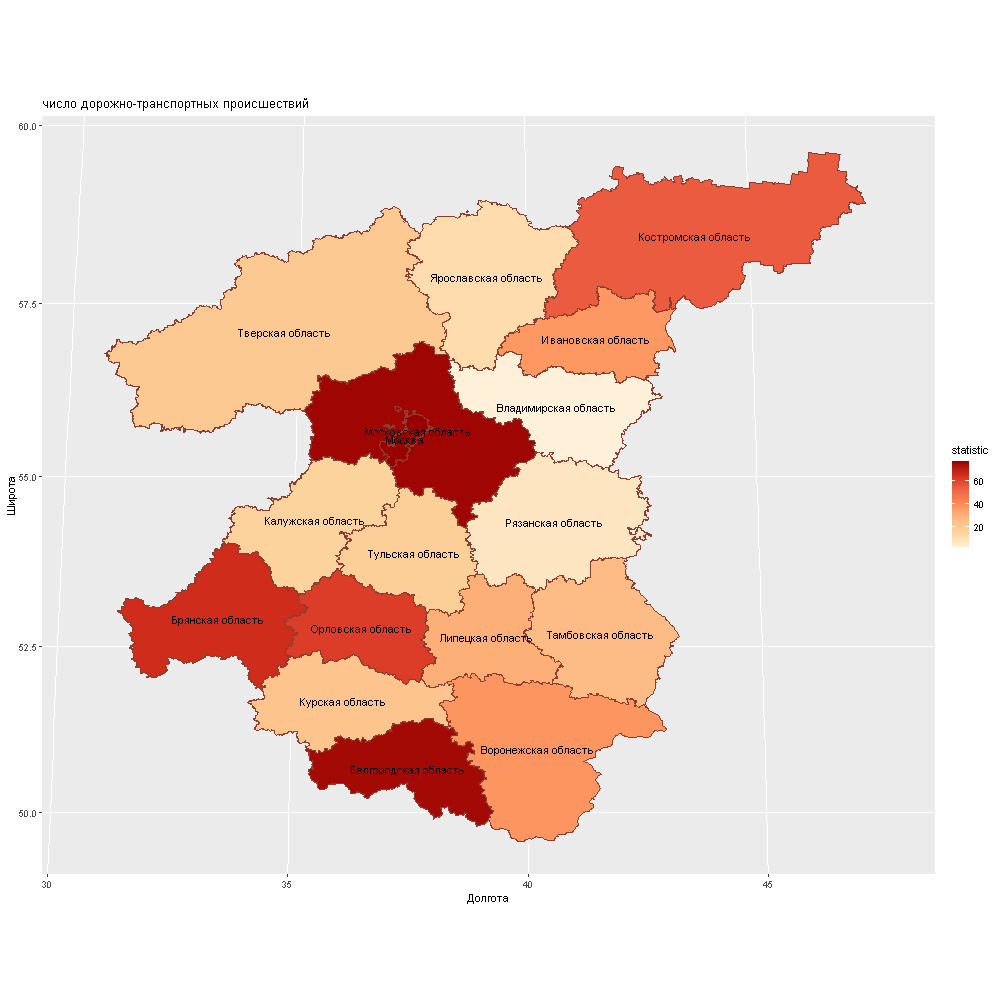 число дорожно-транспортных происшествий
60.0
Костромская область
Ярославская область
57.5
Тверская область
Ивановская область
Владимирская область
Московская область
Москва
statistic
60
40
20
55.0
Широта
Калужская область
Рязанская область
Тульская область
Брянская область
Орловская область
Липецкая область
Тамбовская область
52.5
Курская область
Воронежская область
Белгородская область
50.0
30
35
40
45
Долгота